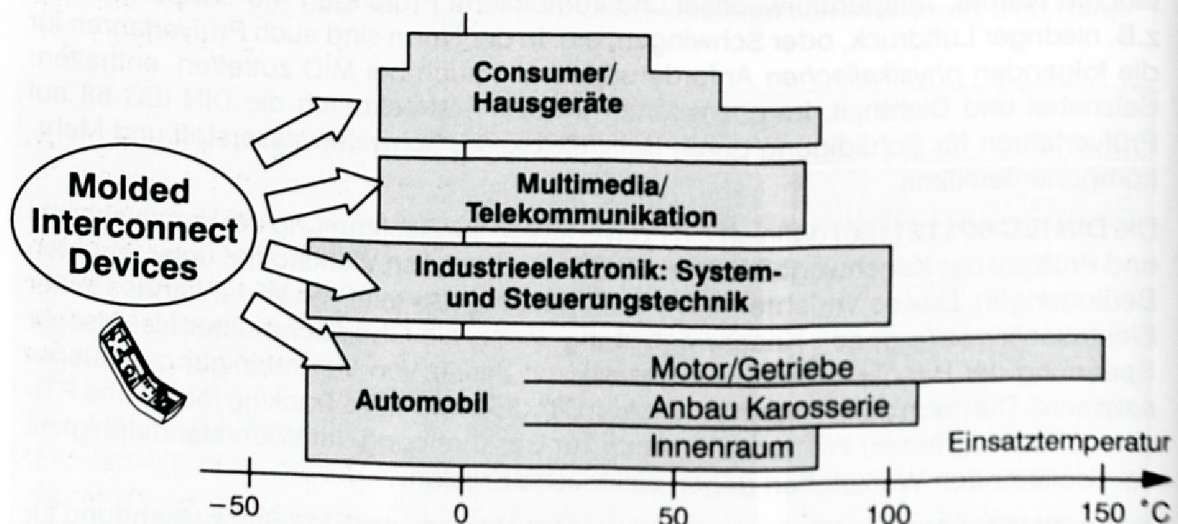 Consumer/
Hausgeräte
Molded
Interconnect
Devices
Multimedia/
Telekommunikation
Industrieelektronik: System-
und Steuerungstechnik
Automobil
Motor/Getriebe
Anbau Karosserie
Innenraum
Einsatztemperatur
−50 0 50 100 150 °C